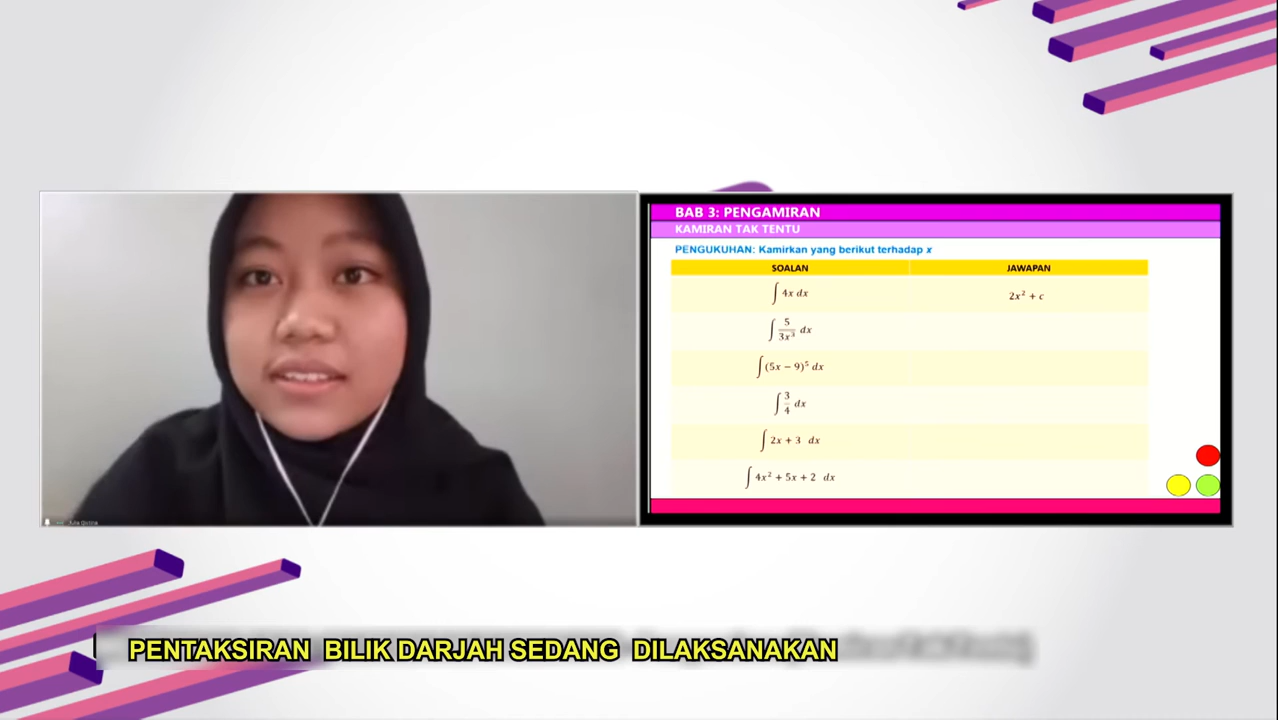 BAB 3: PENGAMIRAN
KAMIRAN TAK TENTU
PENGUKUHAN: Kamirkan yang berikut terhadap x
SOALAN JAWAPAN
∫ 4x dx 2x² + c
∫ 5/3x³ dx
∫ (5x − 9)⁵ dx
∫ 3/4 dx
∫ 2x + 3 dx
∫ 4x² + 5x + 2 dx
PENTAKSIRAN BILIK DARJAH SEDANG DILAKSANAKAN